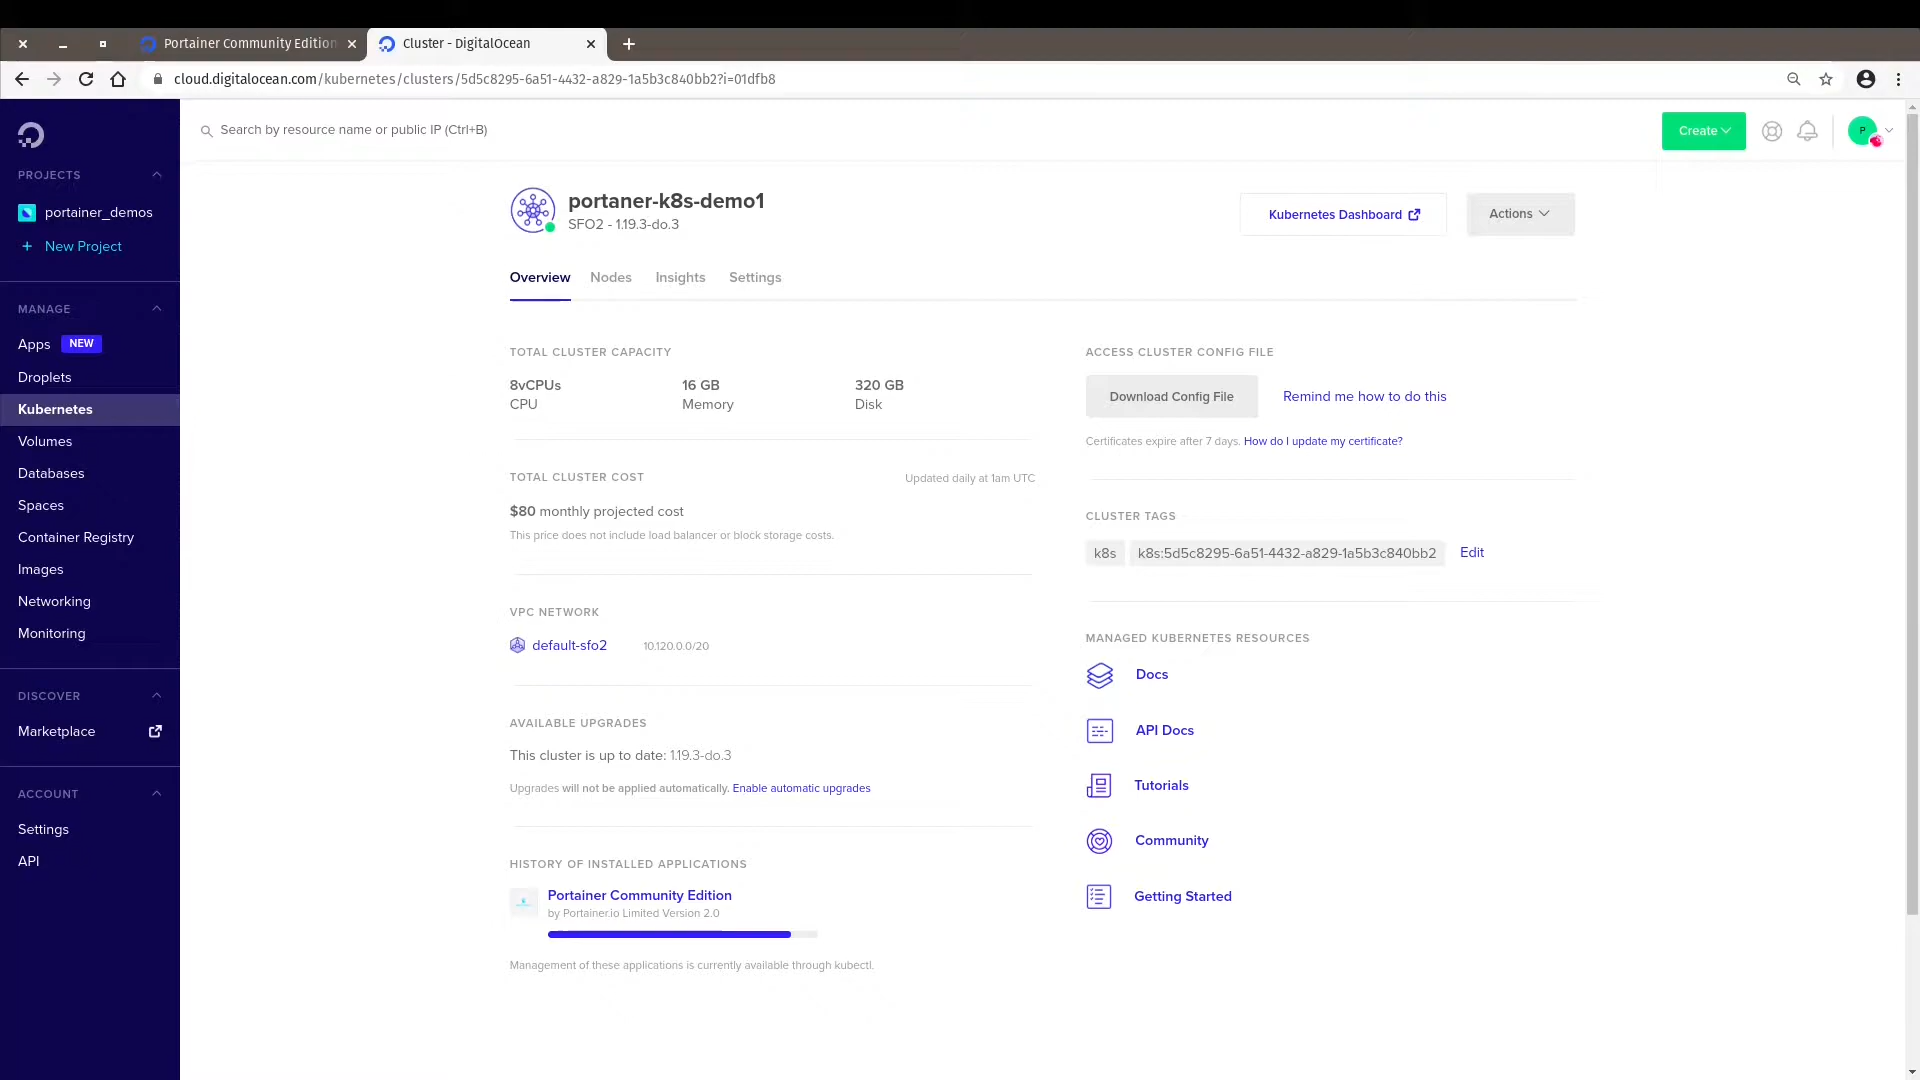 Portainer Community Edition
Cluster - DigitalOcean
cloud.digitalocean.com/kubernetes/clusters/5d5c8295-6a51-4432-a829-1a5b3c840bb2?i=01dfb8
Search by resource name or public IP (Ctrl+B)
Create
P
PROJECTS
portainer_demos
+ New Project
MANAGE
Apps NEW
Droplets
Kubernetes
Volumes
Databases
Spaces
Container Registry
Images
Networking
Monitoring
DISCOVER
Marketplace
ACCOUNT
Settings
API
portaner-k8s-demo1
SFO2 - 1.19.3-do.3
Kubernetes Dashboard
Actions
Overview Nodes Insights Settings
TOTAL CLUSTER CAPACITY
8vCPUs 16 GB 320 GB
CPU Memory Disk
TOTAL CLUSTER COST Updated daily at 1am UTC
$80 monthly projected cost
This price does not include load balancer or block storage costs.
VPC NETWORK
default-sfo2 10.120.0.0/20
AVAILABLE UPGRADES
This cluster is up to date: 1.19.3-do.3
Upgrades will not be applied automatically. Enable automatic upgrades
HISTORY OF INSTALLED APPLICATIONS
Portainer Community Edition
by Portainer.io Limited Version 2.0
Management of these applications is currently available through kubectl.
ACCESS CLUSTER CONFIG FILE
Download Config File Remind me how to do this
Certificates expire after 7 days. How do I update my certificate?
CLUSTER TAGS
k8s k8s:5d5c8295-6a51-4432-a829-1a5b3c840bb2 Edit
MANAGED KUBERNETES RESOURCES
Docs
API Docs
Tutorials
Community
Getting Started